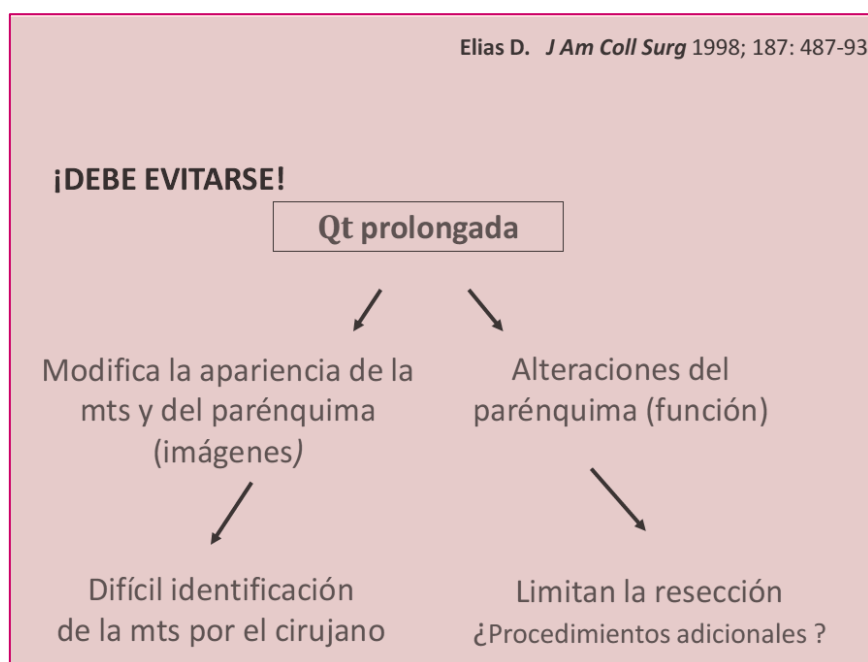 Elias D. J Am Coll Surg 1998; 187: 487-93
¡DEBE EVITARSE!
Qt prolongada
Modifica la apariencia de la
mts y del parénquima
(imágenes)
Alteraciones del
parénquima (función)
Difícil identificación
de la mts por el cirujano
Limitan la resección
¿Procedimientos adicionales ?